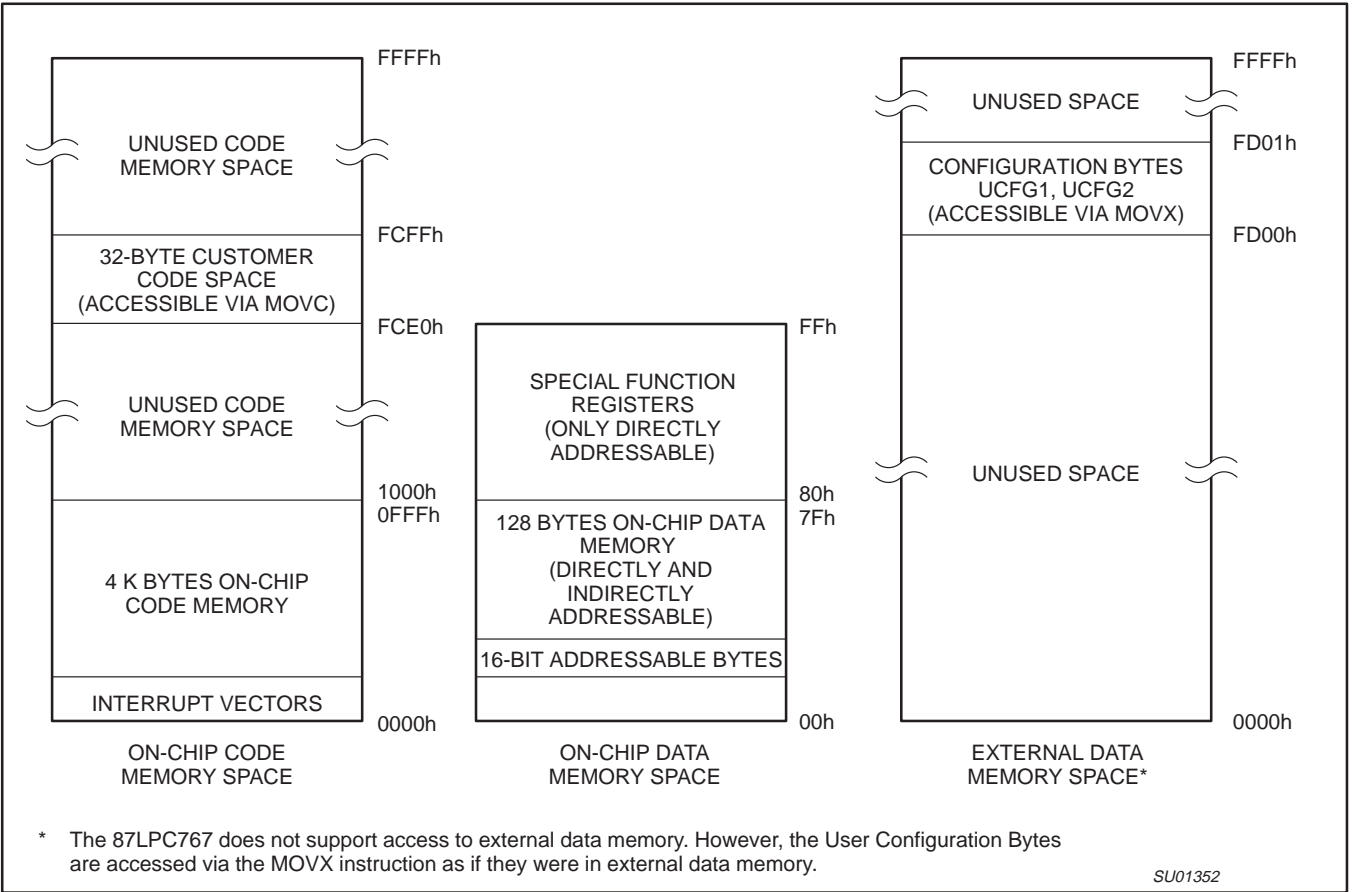 FFFFh
UNUSED CODE
MEMORY SPACE
FCFFh
32-BYTE CUSTOMER
CODE SPACE
(ACCESSIBLE VIA MOVC)
FCE0h
UNUSED CODE
MEMORY SPACE
1000h
0FFFh
4 K BYTES ON-CHIP
CODE MEMORY
INTERRUPT VECTORS
0000h
ON-CHIP CODE
MEMORY SPACE
FFh
SPECIAL FUNCTION
REGISTERS
(ONLY DIRECTLY
ADDRESSABLE)
80h
7Fh
128 BYTES ON-CHIP DATA
MEMORY
(DIRECTLY AND
INDIRECTLY
ADDRESSABLE)
16-BIT ADDRESSABLE BYTES
00h
ON-CHIP DATA
MEMORY SPACE
FFFFh
UNUSED SPACE
FD01h
CONFIGURATION BYTES
UCFG1, UCFG2
(ACCESSIBLE VIA MOVX)
FD00h
UNUSED SPACE
0000h
EXTERNAL DATA
MEMORY SPACE*
* The 87LPC767 does not support access to external data memory. However, the User Configuration Bytes
are accessed via the MOVX instruction as if they were in external data memory.
SU01352